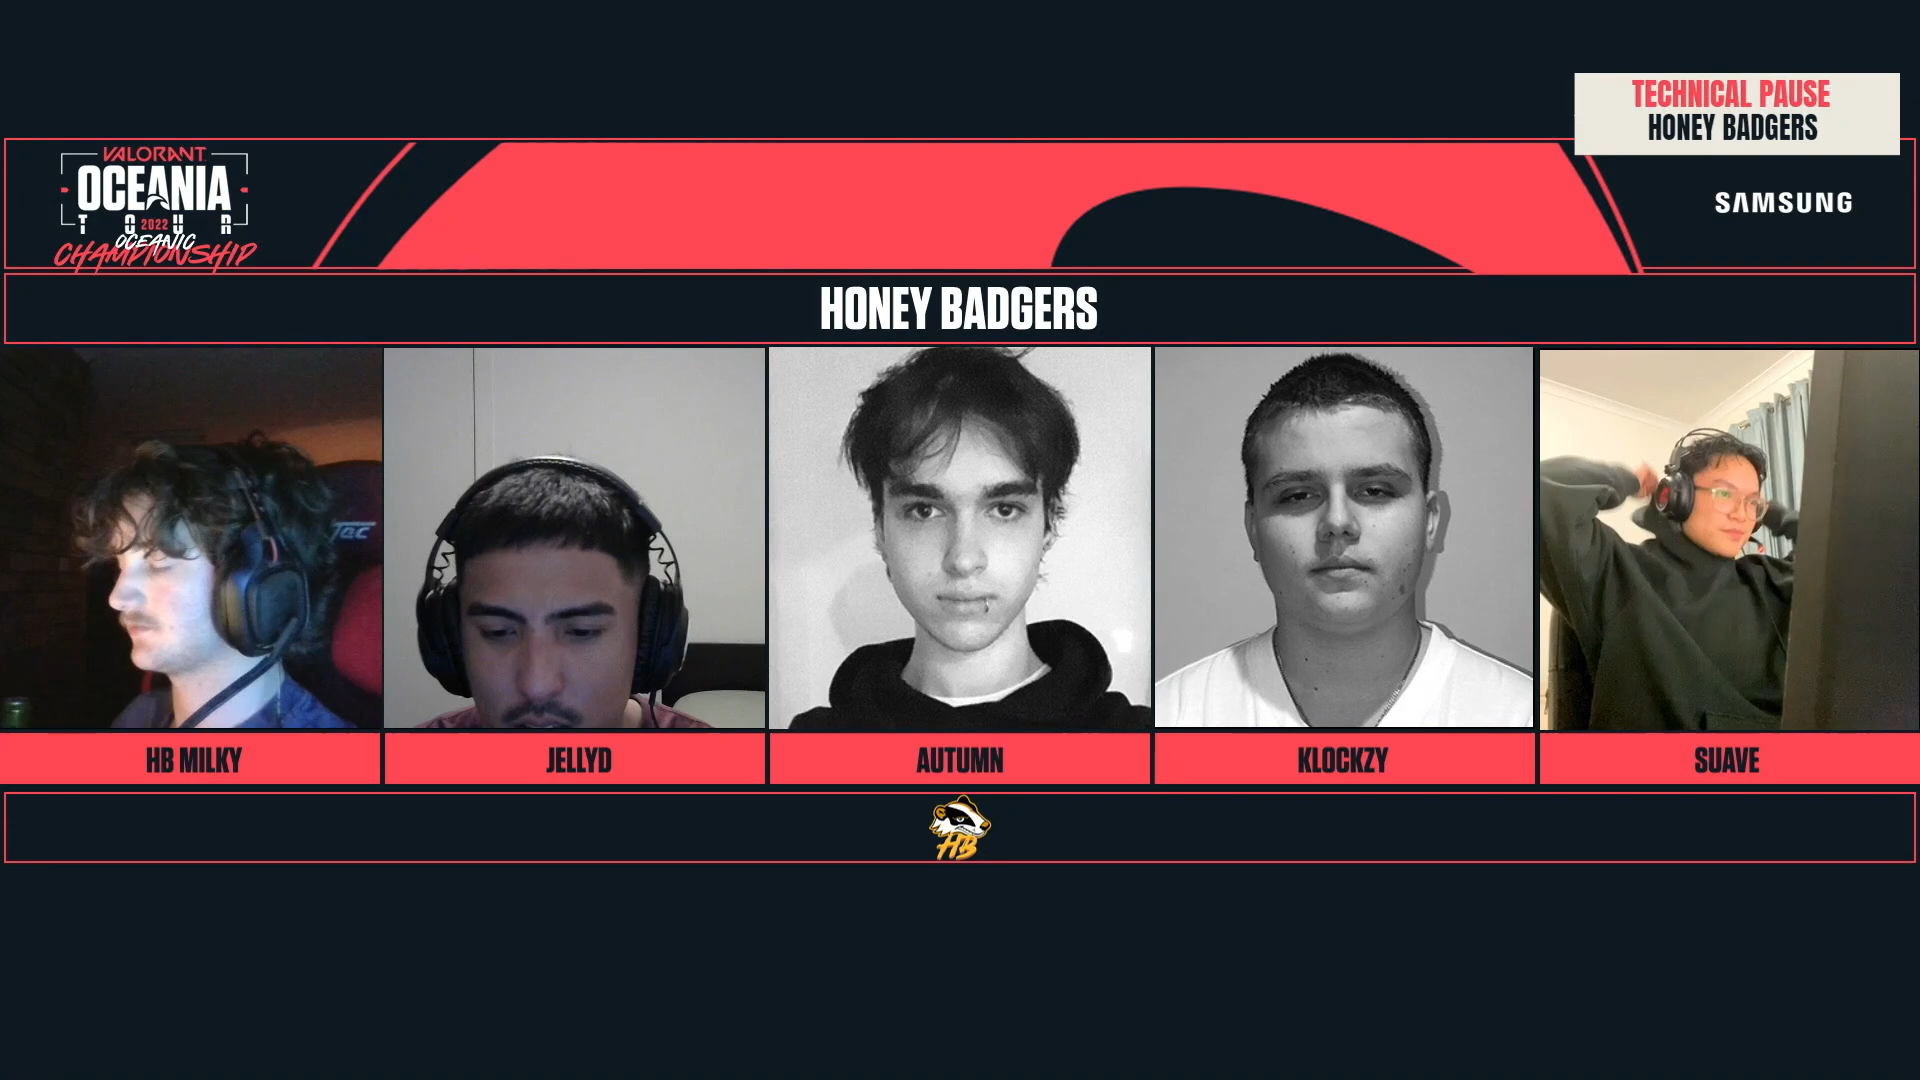 TECHNICAL PAUSE
HONEY BADGERS
VALORANT
OCEANIA
TOUR
2022
OCEANIC
CHAMPIONSHIP
SAMSUNG
HONEY BADGERS
Tec
HB MILKY
JELLYD
AUTUMN
KLOCKZY
SUAVE
HB